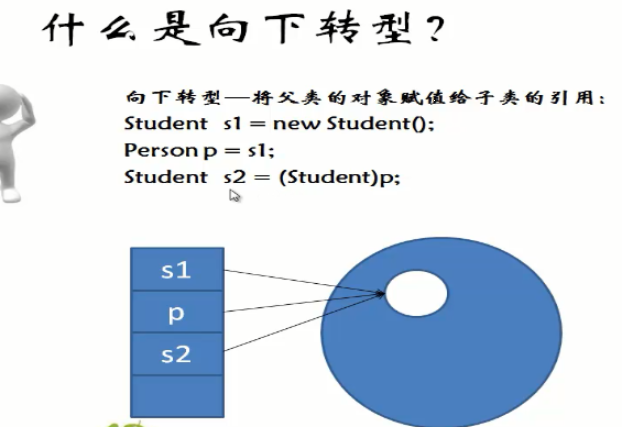 什么是向下转型？
向下转型—将父类的对象赋值给子类的引用：
Student s1 = new Student();
Person p = s1;
Student s2 = (Student)p;
s1
p
s2